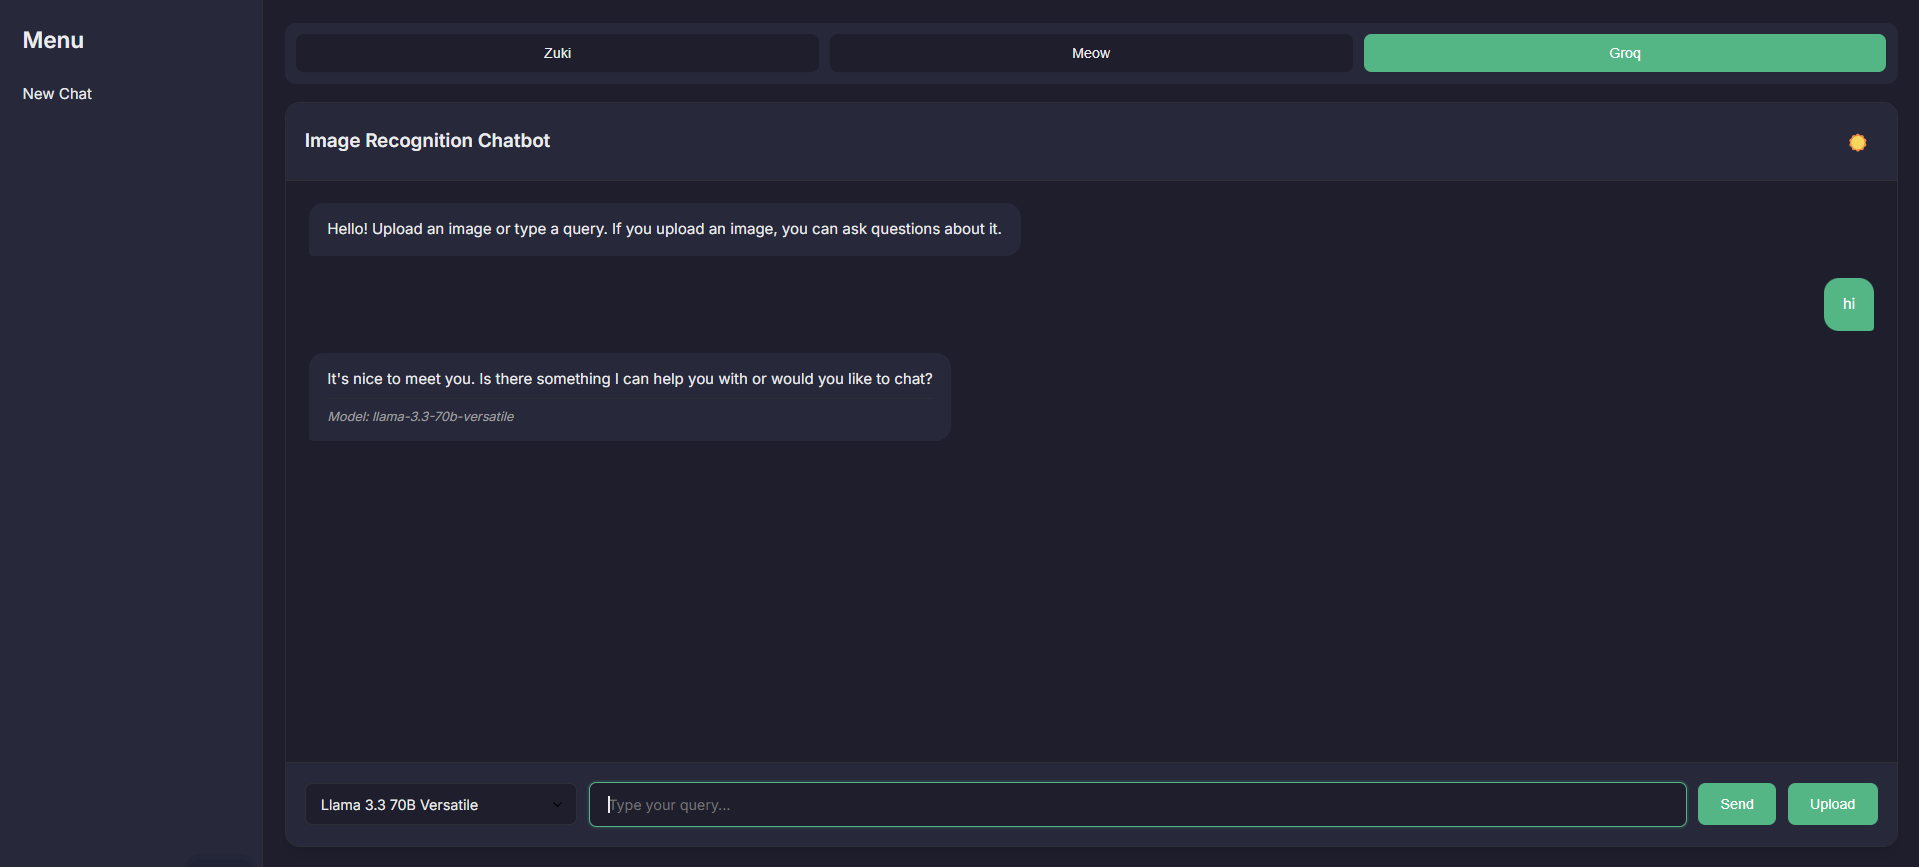 Menu
New Chat
Zuki
Meow
Groq
Image Recognition Chatbot
Hello! Upload an image or type a query. If you upload an image, you can ask questions about it.
hi
It's nice to meet you. Is there something I can help you with or would you like to chat?
Model: llama-3.3-70b-versatile
Llama 3.3 70B Versatile
Type your query...
Send
Upload